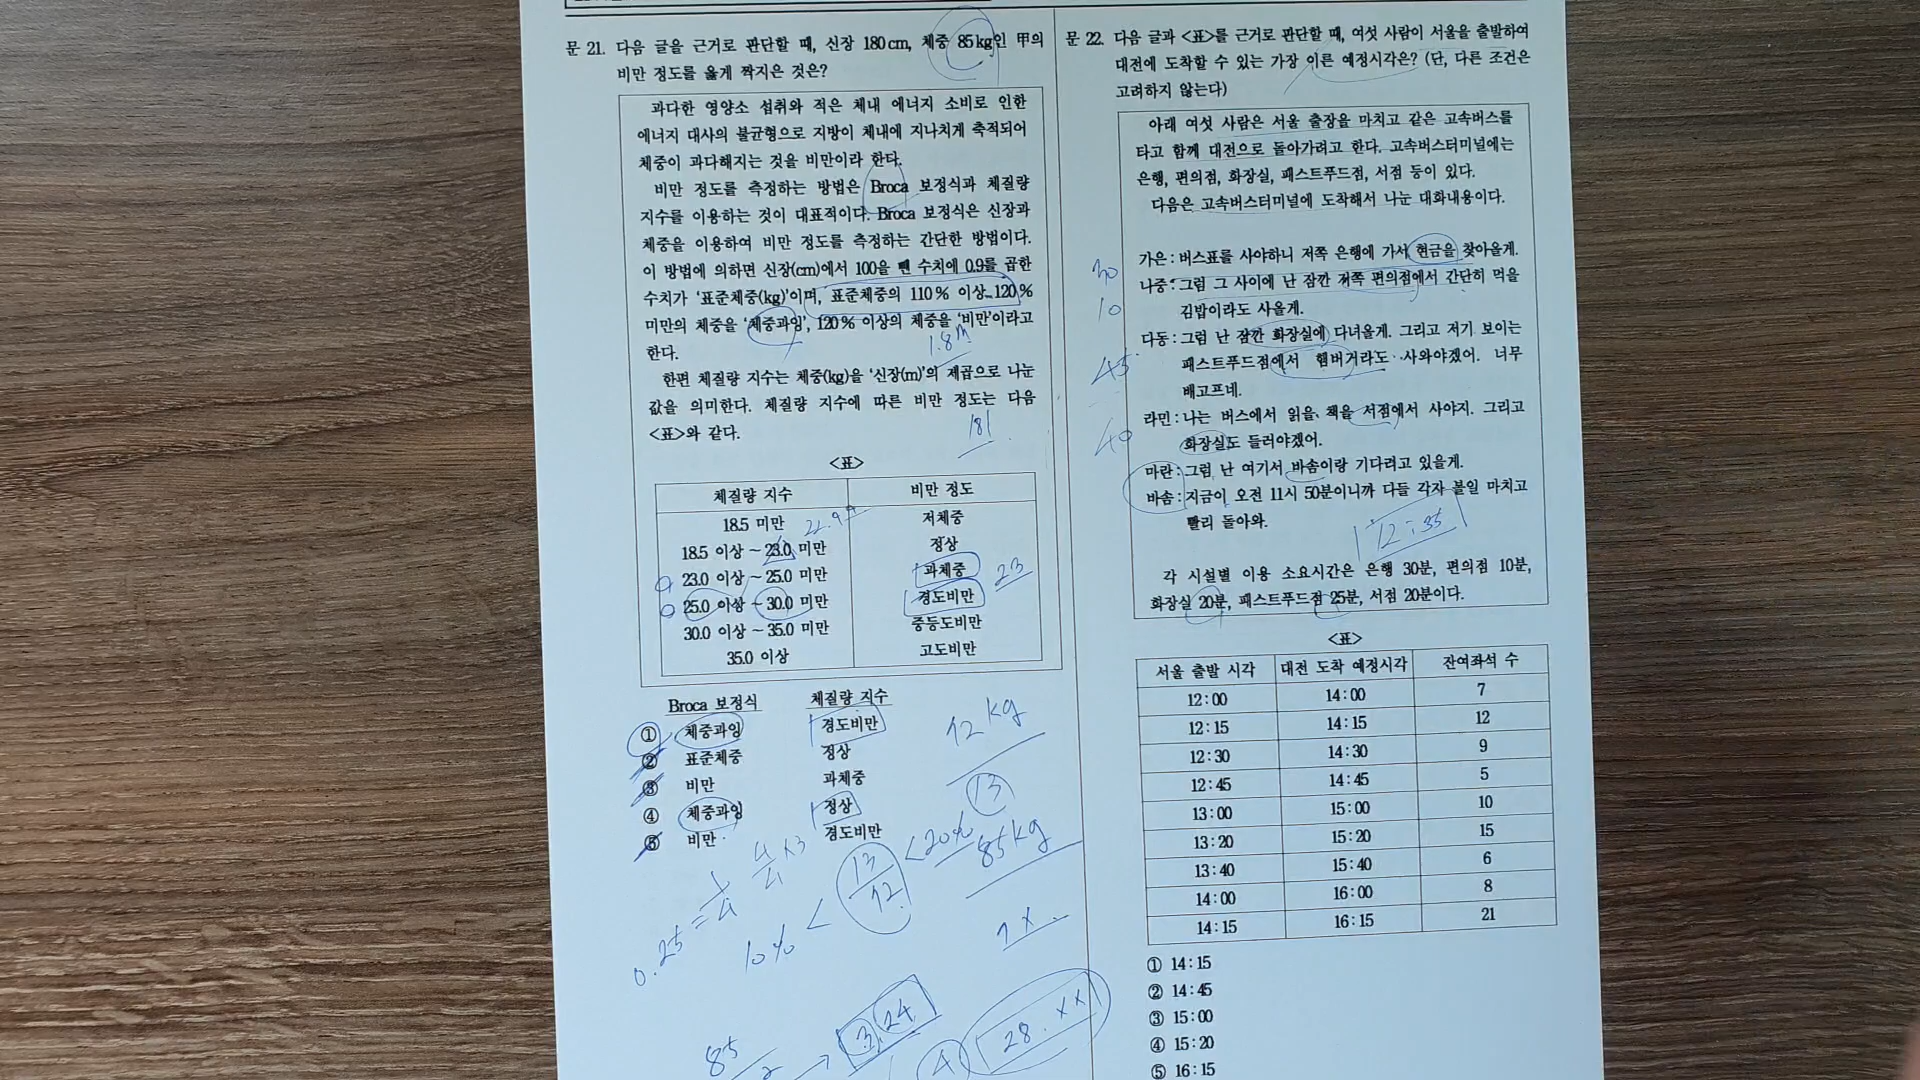 문 21. 다음 글을 근거로 판단할 때, 신장 180 cm, 체중 85 kg인 甲의
비만 정도를 옳게 짝지은 것은?
과다한 영양소 섭취와 적은 체내 에너지 소비로 인한
에너지 대사의 불균형으로 지방이 체내에 지나치게 축적되어
체중이 과다해지는 것을 비만이라 한다.
비만 정도를 측정하는 방법은 Broca 보정식과 체질량
지수를 이용하는 것이 대표적이다. Broca 보정식은 신장과
체중을 이용하여 비만 정도를 측정하는 간단한 방법이다.
이 방법에 의하면 신장(cm)에서 100을 뺀 수치에 0.9를 곱한
수치가 '표준체중(kg)'이며, 표준체중의 110 % 이상 ~ 120 %
미만의 체중을 '체중과잉', 120 % 이상의 체중을 '비만'이라고
한다.
1.8 m
한편 체질량 지수는 체중(kg)을 '신장(m)'의 제곱으로 나눈
값을 의미한다. 체질량 지수에 따른 비만 정도는 다음
<표>와 같다.
181
<표>
체질량 지수 비만 정도
18.5 미만 저체중
22.9
18.5 이상 ~ 23.0 미만 정상
23.0 이상 ~ 25.0 미만 과체중
23
25.0 이상 ~ 30.0 미만 경도비만
30.0 이상 ~ 35.0 미만 중등도비만
35.0 이상 고도비만
Broca 보정식 체질량 지수
① 체중과잉 경도비만
② 표준체중 정상
③ 비만 과체중
④ 체중과잉 정상
⑤ 비만 경도비만
12 kg
13
85 kg
0.25 = 1/4
10% < 13/72 < 20%
85
3.24
28.xx
4
문 22. 다음 글과 <표>를 근거로 판단할 때, 여섯 사람이 서울을 출발하여
대전에 도착할 수 있는 가장 이른 예정시각은? (단, 다른 조건은
고려하지 않는다)
아래 여섯 사람은 서울 출장을 마치고 같은 고속버스를
타고 함께 대전으로 돌아가려고 한다. 고속버스터미널에는
은행, 편의점, 화장실, 패스트푸드점, 서점 등이 있다.
다음은 고속버스터미널에 도착해서 나눈 대화내용이다.
가은 : 버스표를 사야하니 저쪽 은행에 가서 현금을 찾아올게.
30
나중 : 그럼 그 사이에 난 잠깐 저쪽 편의점에서 간단히 먹을
김밥이라도 사올게.
10
다동 : 그럼 난 잠깐 화장실에 다녀올게. 그리고 저기 보이는
패스트푸드점에서 햄버거라도 사와야겠어. 너무
배고프네.
45
라민 : 나는 버스에서 읽을 책을 서점에서 사야지. 그리고
화장실도 들러야겠어.
40
마란 : 그럼 난 여기서 바솜이랑 기다리고 있을게.
바솜 : 지금이 오전 11시 50분이니까 다들 각자 볼일 마치고
빨리 돌아와.
12:35
각 시설별 이용 소요시간은 은행 30분, 편의점 10분,
화장실 20분, 패스트푸드점 25분, 서점 20분이다.
<표>
서울 출발 시각 대전 도착 예정시각 잔여좌석 수
12 : 00 14 : 00 7
12 : 15 14 : 15 12
12 : 30 14 : 30 9
12 : 45 14 : 45 5
13 : 00 15 : 00 10
13 : 20 15 : 20 15
13 : 40 15 : 40 6
14 : 00 16 : 00 8
14 : 15 16 : 15 21
① 14 : 15
② 14 : 45
③ 15 : 00
④ 15 : 20
⑤ 16 : 15